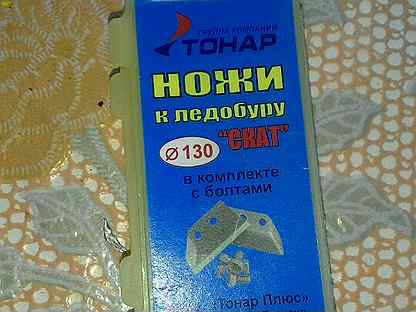 ГРУППА КОМПАНИЙ
ТОНАР
НОЖИ
к ледобуру
"СКАТ"
Ø 130
в комплекте
с болтами
Тонар Плюс»